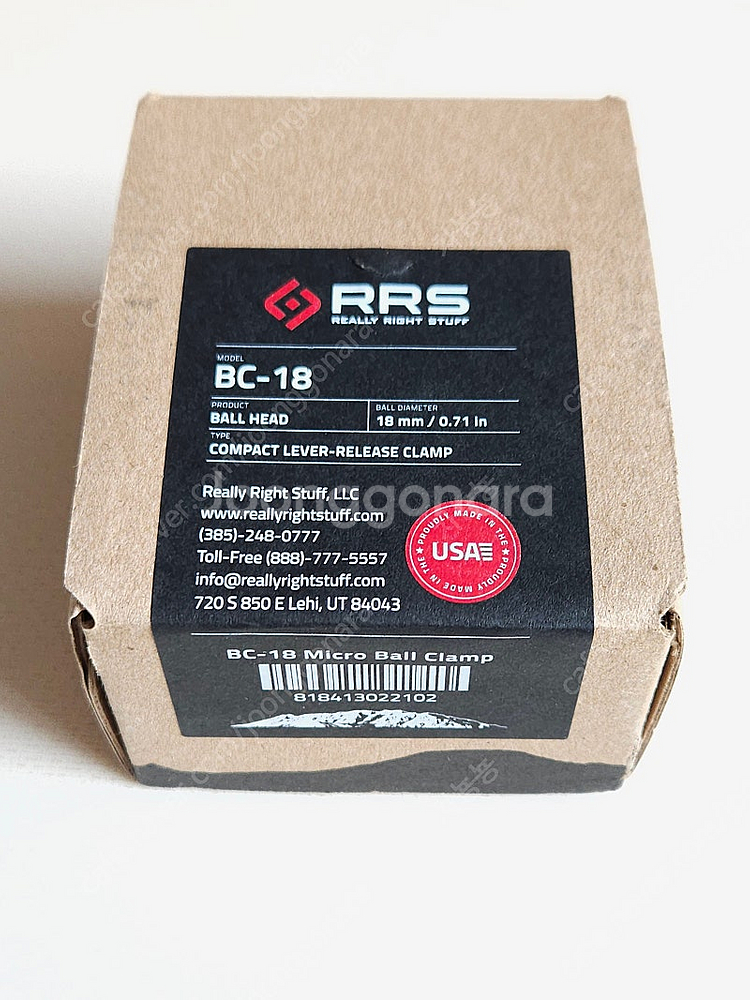 RRS
REALLY RIGHT STUFF
MODEL
BC-18
PRODUCT
BALL HEAD
BALL DIAMETER
18 mm / 0.71 in
TYPE
COMPACT LEVER-RELEASE CLAMP
Really Right Stuff, LLC
www.reallyrightstuff.com
(385)-248-0777
Toll-Free (888)-777-5557
info@reallyrightstuff.com
720 S 850 E Lehi, UT 84043
PROUDLY MADE IN THE
USA
PROUDLY MADE IN THE
joonggonara
BC-18 Micro Ball Clamp
818413022102